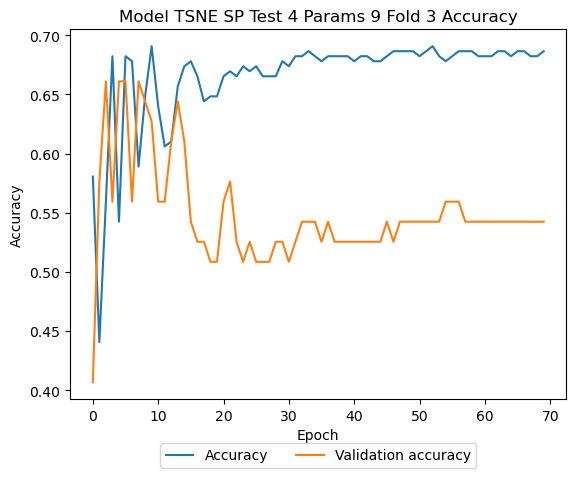 Model TSNE SP Test 4 Params 9 Fold 3 Accuracy
0.70
0.65
0.60
0.55
0.50
0.45
0.40
Accuracy
0 10 20 30 40 50 60 70
Epoch
Accuracy Validation accuracy